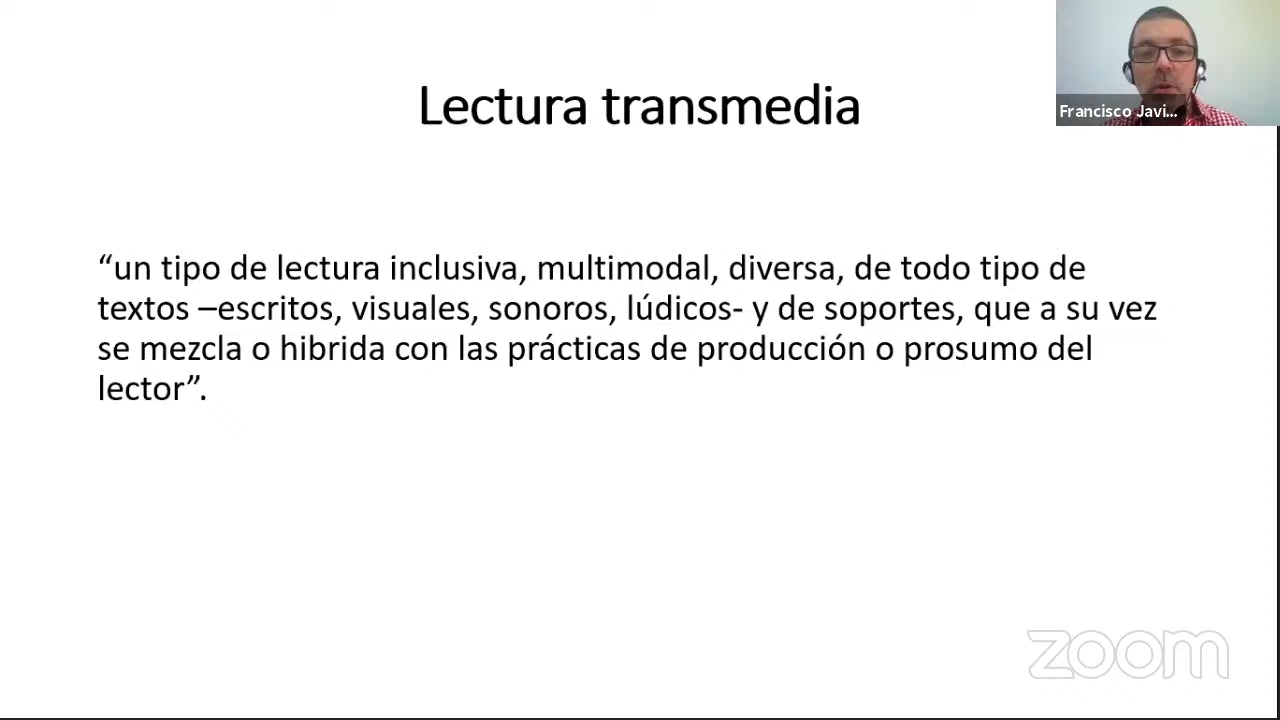 Lectura transmedia
Francisco Javi...
“un tipo de lectura inclusiva, multimodal, diversa, de todo tipo de
textos –escritos, visuales, sonoros, lúdicos- y de soportes, que a su vez
se mezcla o hibrida con las prácticas de producción o prosumo del
lector”.
zoom